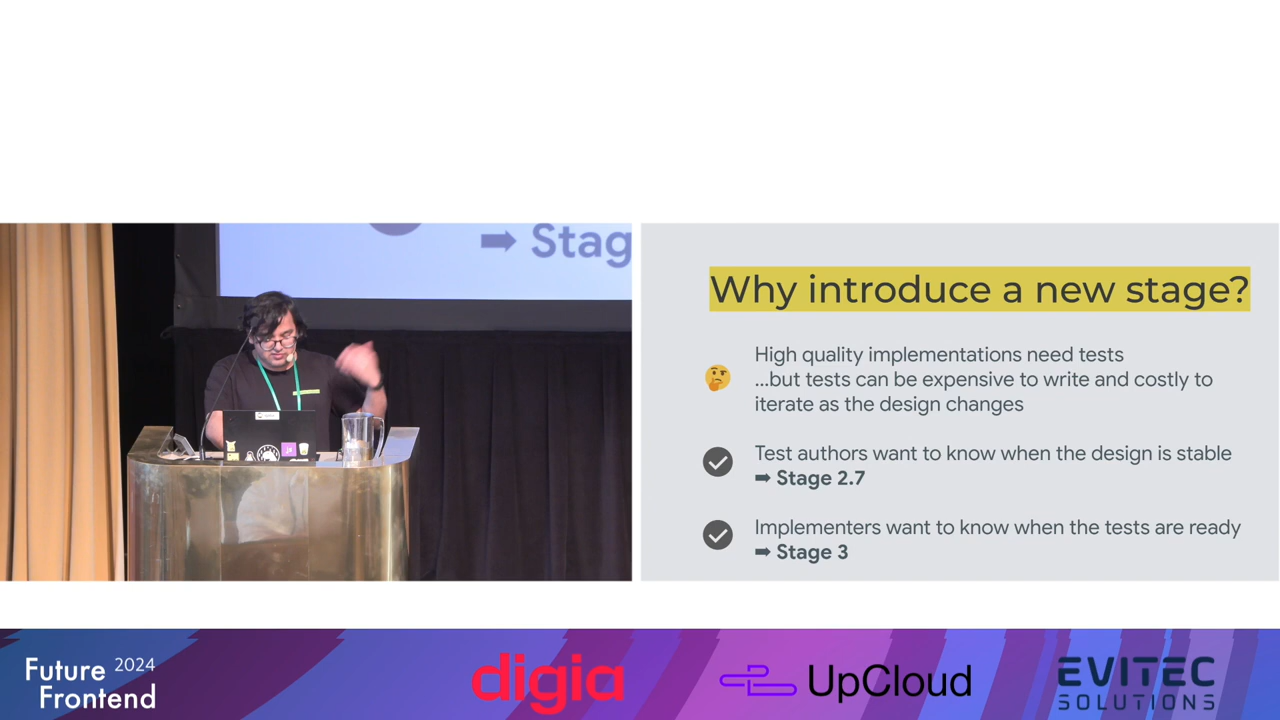 ➡ Stag
Why introduce a new stage?
High quality implementations need tests
...but tests can be expensive to write and costly to
iterate as the design changes
Test authors want to know when the design is stable
➡ Stage 2.7
Implementers want to know when the tests are ready
➡ Stage 3
Future 2024
Frontend
digia
UpCloud
EVITEC
SOLUTIONS